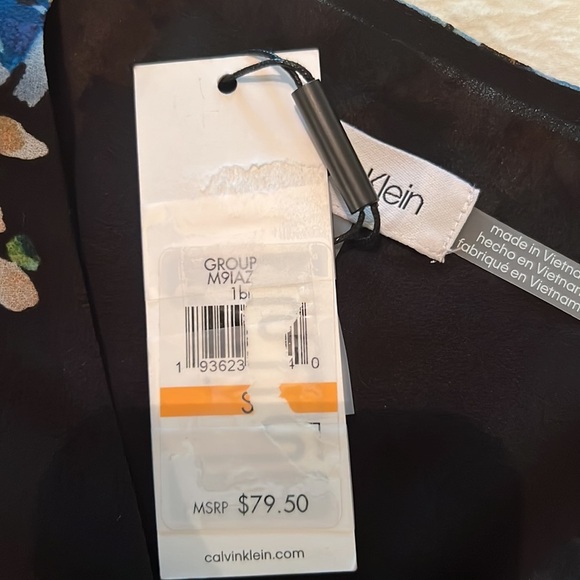 Klein
made in Vietna
hecho en Vietnam
fabriqué en Vietnam
GROUP
M9IAZ
1 93623 0
S
MSRP $79.50
calvinklein.com